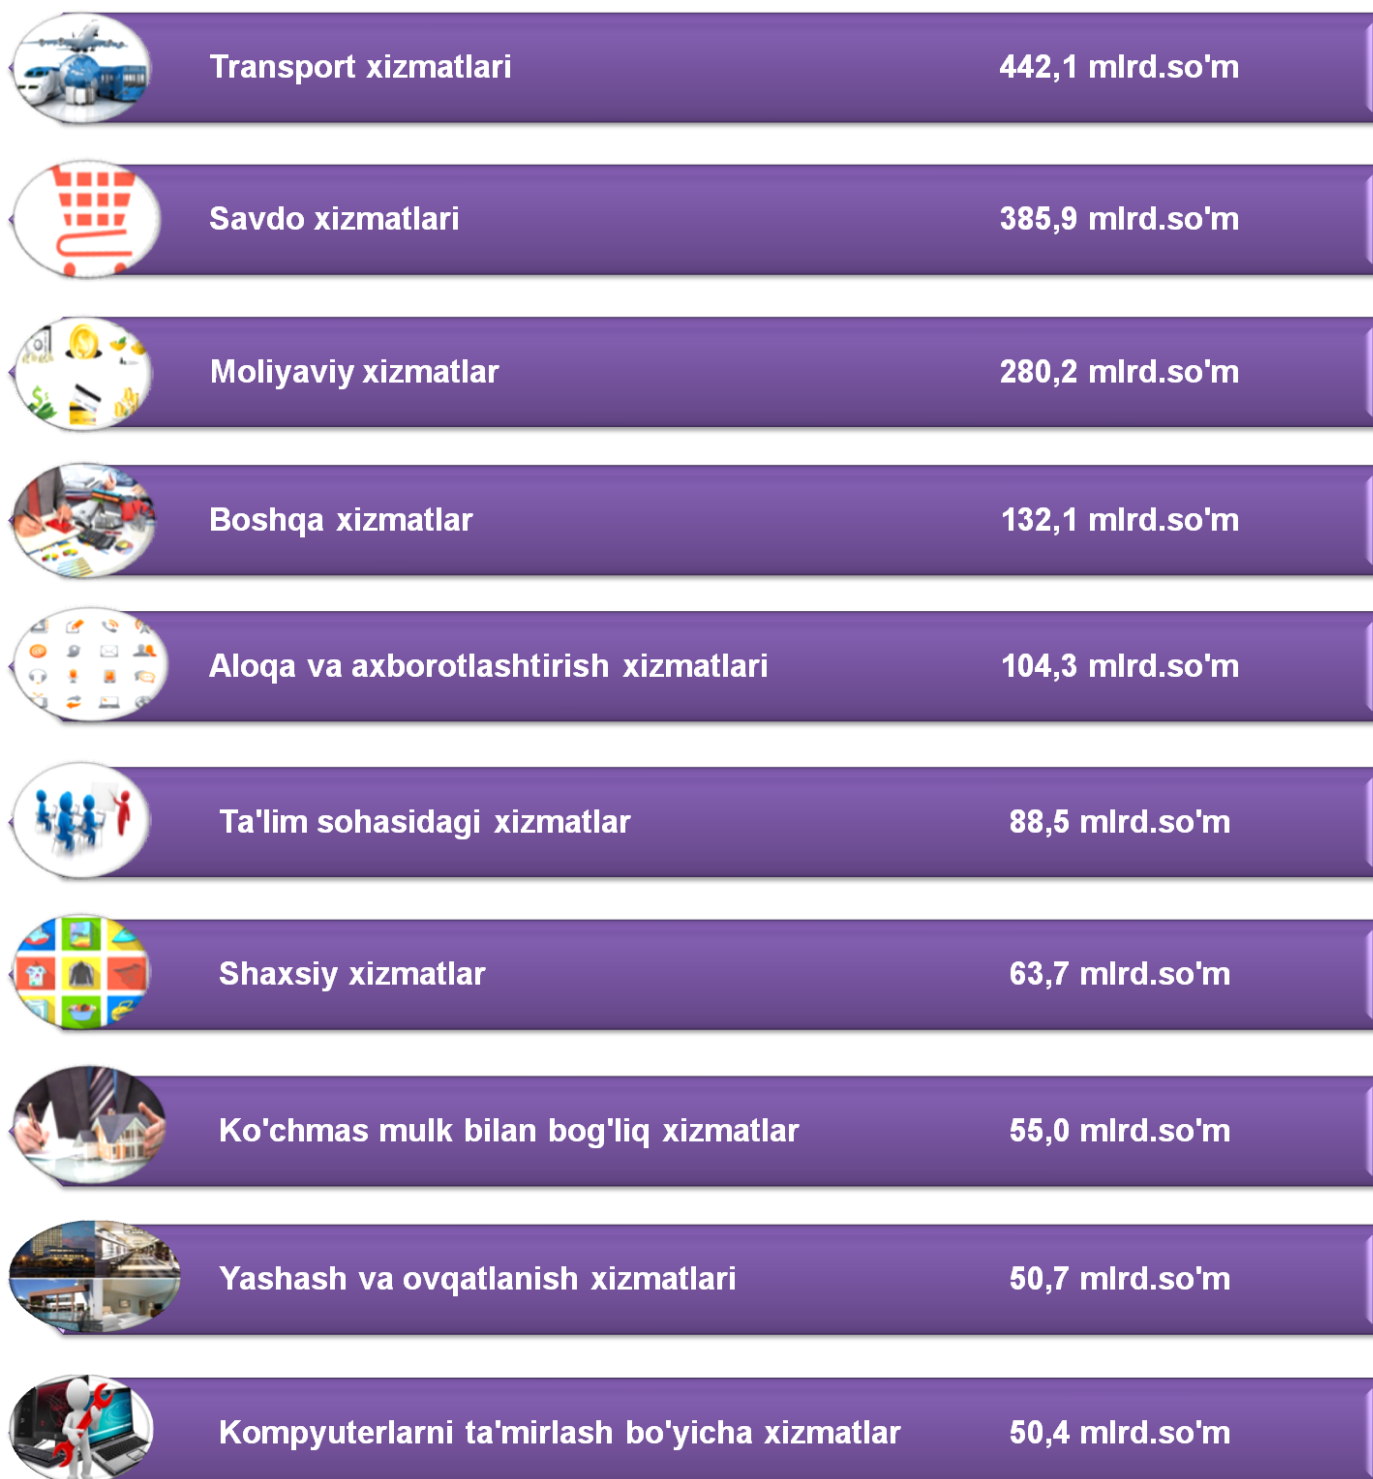 Transport xizmatlari 442,1 mlrd.so'm
Savdo xizmatlari 385,9 mlrd.so'm
Moliyaviy xizmatlar 280,2 mlrd.so'm
Boshqa xizmatlar 132,1 mlrd.so'm
Aloqa va axborotlashtirish xizmatlari 104,3 mlrd.so'm
Ta'lim sohasidagi xizmatlar 88,5 mlrd.so'm
Shaxsiy xizmatlar 63,7 mlrd.so'm
Ko'chmas mulk bilan bog'liq xizmatlar 55,0 mlrd.so'm
Yashash va ovqatlanish xizmatlari 50,7 mlrd.so'm
Kompyuterlarni ta'mirlash bo'yicha xizmatlar 50,4 mlrd.so'm